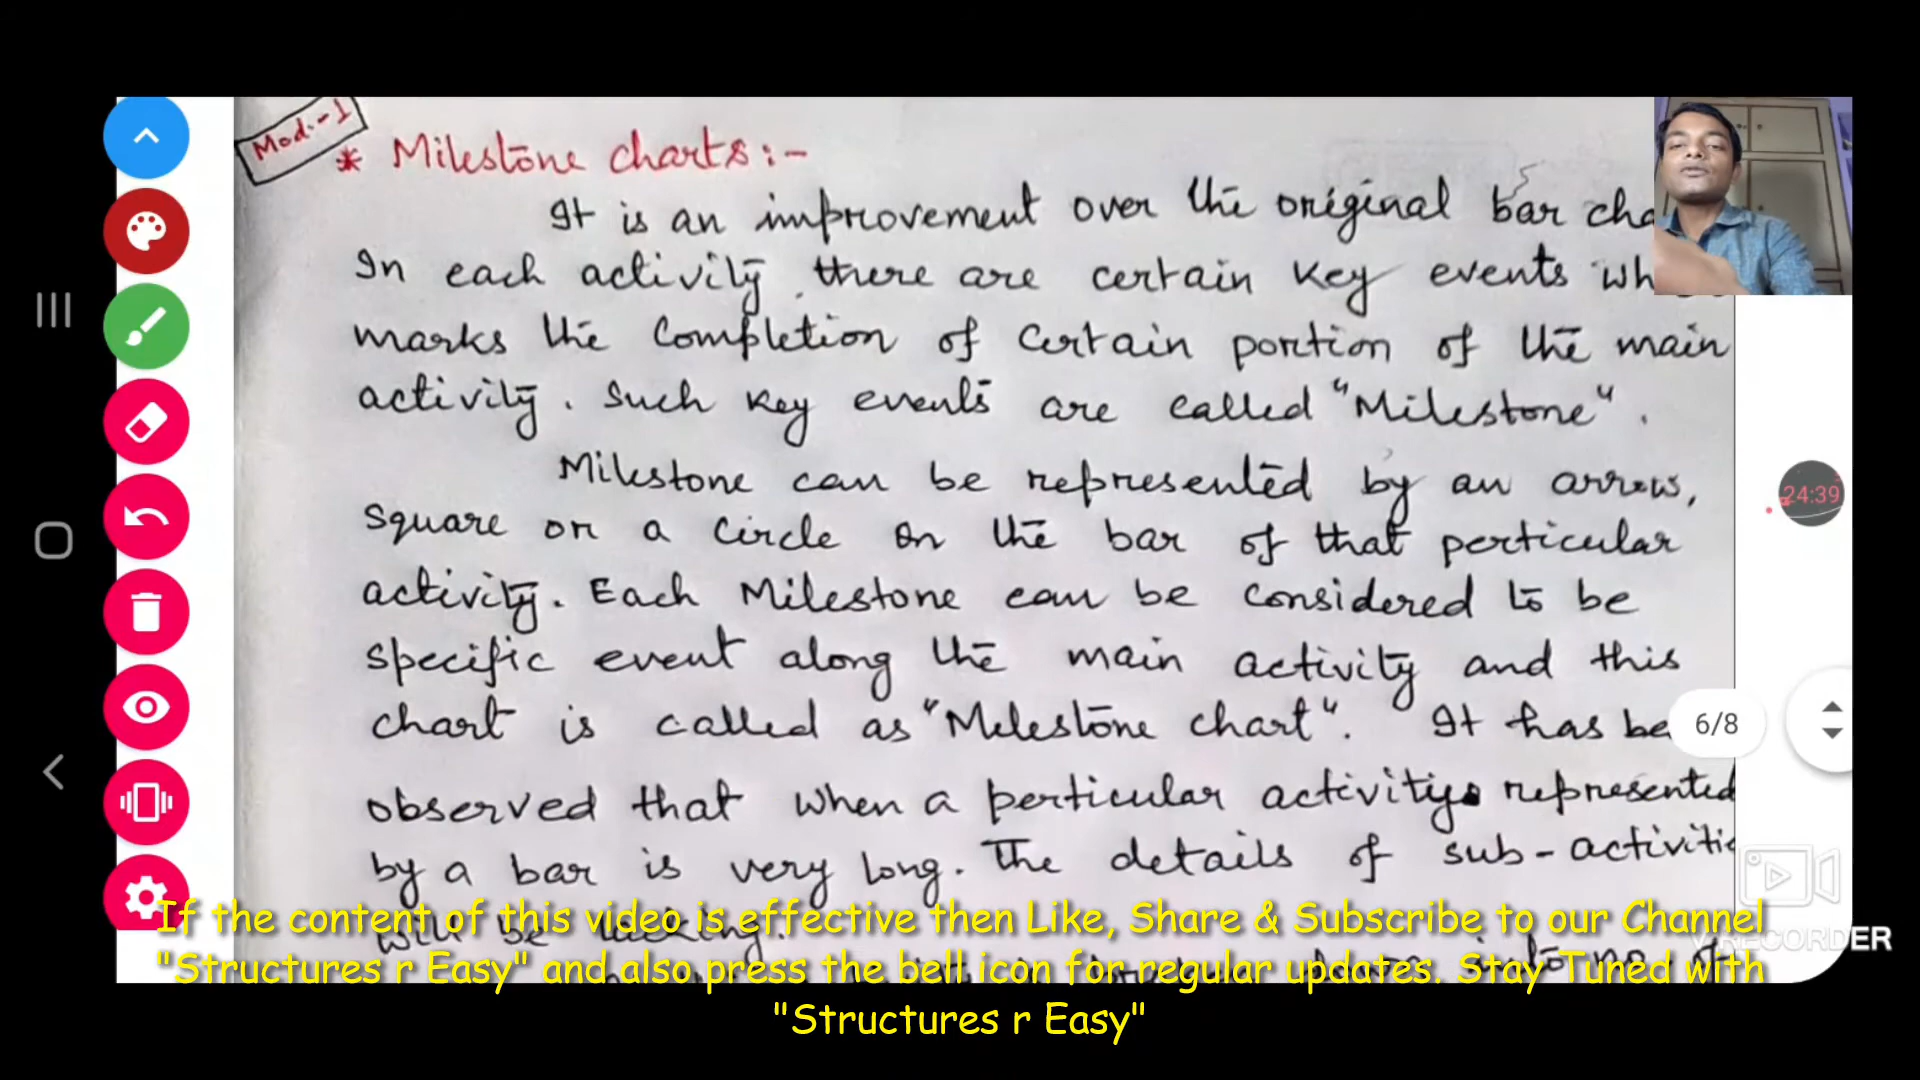 Mod:-1
* Milestone charts:-
It is an improvement over the original bar cha
In each activity there are certain key events wh
marks the completion of certain portion of the main
activity. Such key events are called "Milestone".
Milestone can be represented by an arrow,
square or a circle on the bar of that perticular
activity. Each Milestone can be considered to be
specific event along the main activity and this
chart is called as "Melestone chart". It has be
observed that when a perticular activity represented
by a bar is very long. The details of sub-activitie
will be lacking.
24:39
6/8
RECORDER
If the content of this video is effective then Like, Share & Subscribe to our Channel
"Structures r Easy" and also press the bell icon for regular updates. Stay Tuned with
"Structures r Easy"